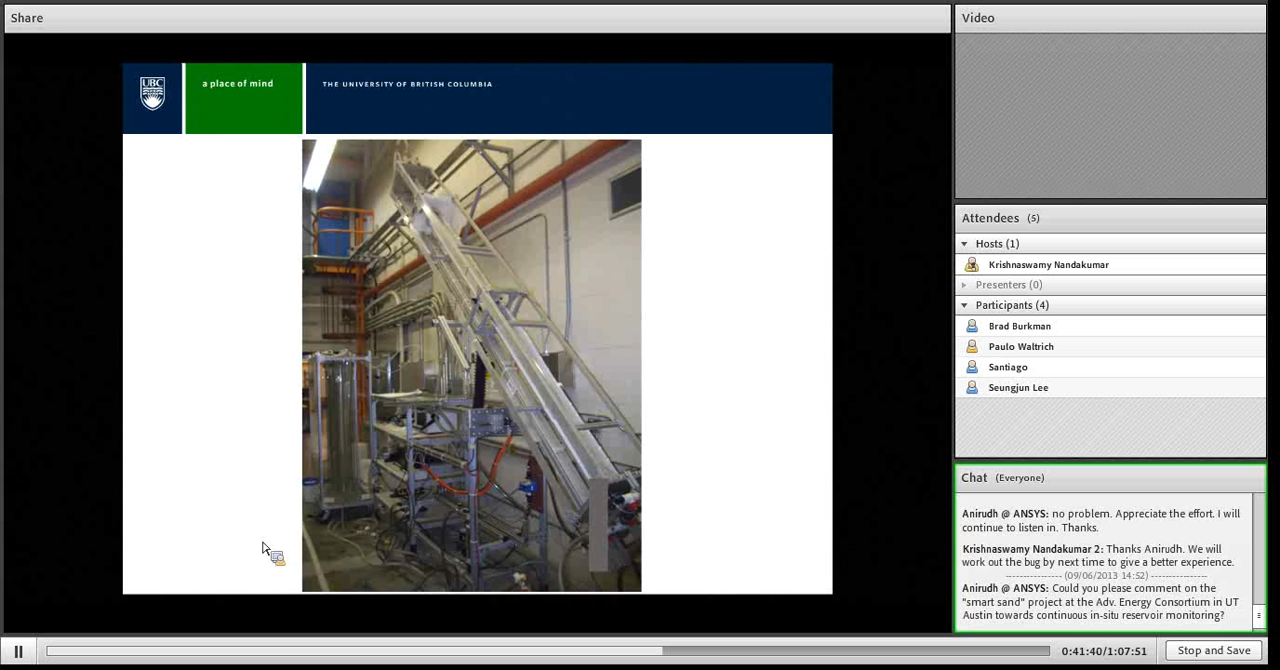 Share
UBC
a place of mind
THE UNIVERSITY OF BRITISH COLUMBIA
Video
Attendees (5)
Hosts (1)
Krishnaswamy Nandakumar
Presenters (0)
Participants (4)
Brad Burkman
Paulo Waltrich
Santiago
Seungjun Lee
Chat (Everyone)
Anirudh @ ANSYS: no problem. Appreciate the effort. I will
continue to listen in. Thanks.
Krishnaswamy Nandakumar 2: Thanks Anirudh. We will
work out the bug by next time to give a better experience.
---------------- (09/06/2013 14:52) ----------------
Anirudh @ ANSYS: Could you please comment on the
"smart sand" project at the Adv. Energy Consortium in UT
Austin towards continuous in-situ reservoir monitoring?
0:41:40/1:07:51
Stop and Save